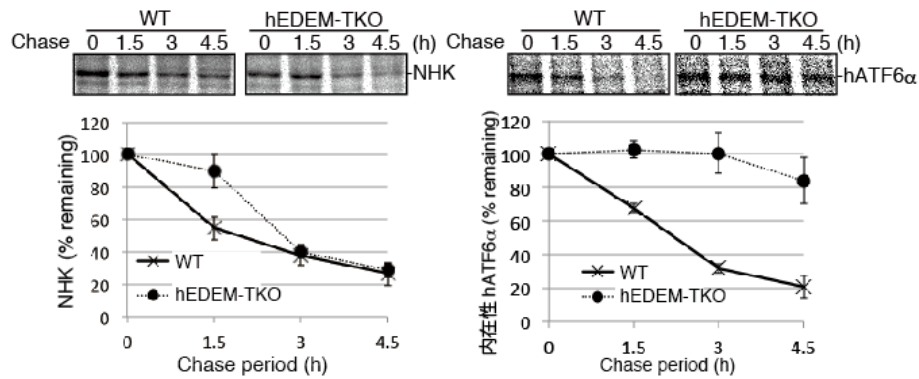 WT hEDEM-TKO
Chase 0 1.5 3 4.5 0 1.5 3 4.5 (h)
-NHK
120
100
80
60
40
20
0
NHK (% remaining)
WT
hEDEM-TKO
0 1.5 3 4.5
Chase period (h)
WT hEDEM-TKO
Chase 0 1.5 3 4.5 0 1.5 3 4.5 (h)
-hATF6α
120
100
80
60
40
20
0
内在性 hATF6α (% remaining)
WT
hEDEM-TKO
0 1.5 3 4.5
Chase period (h)